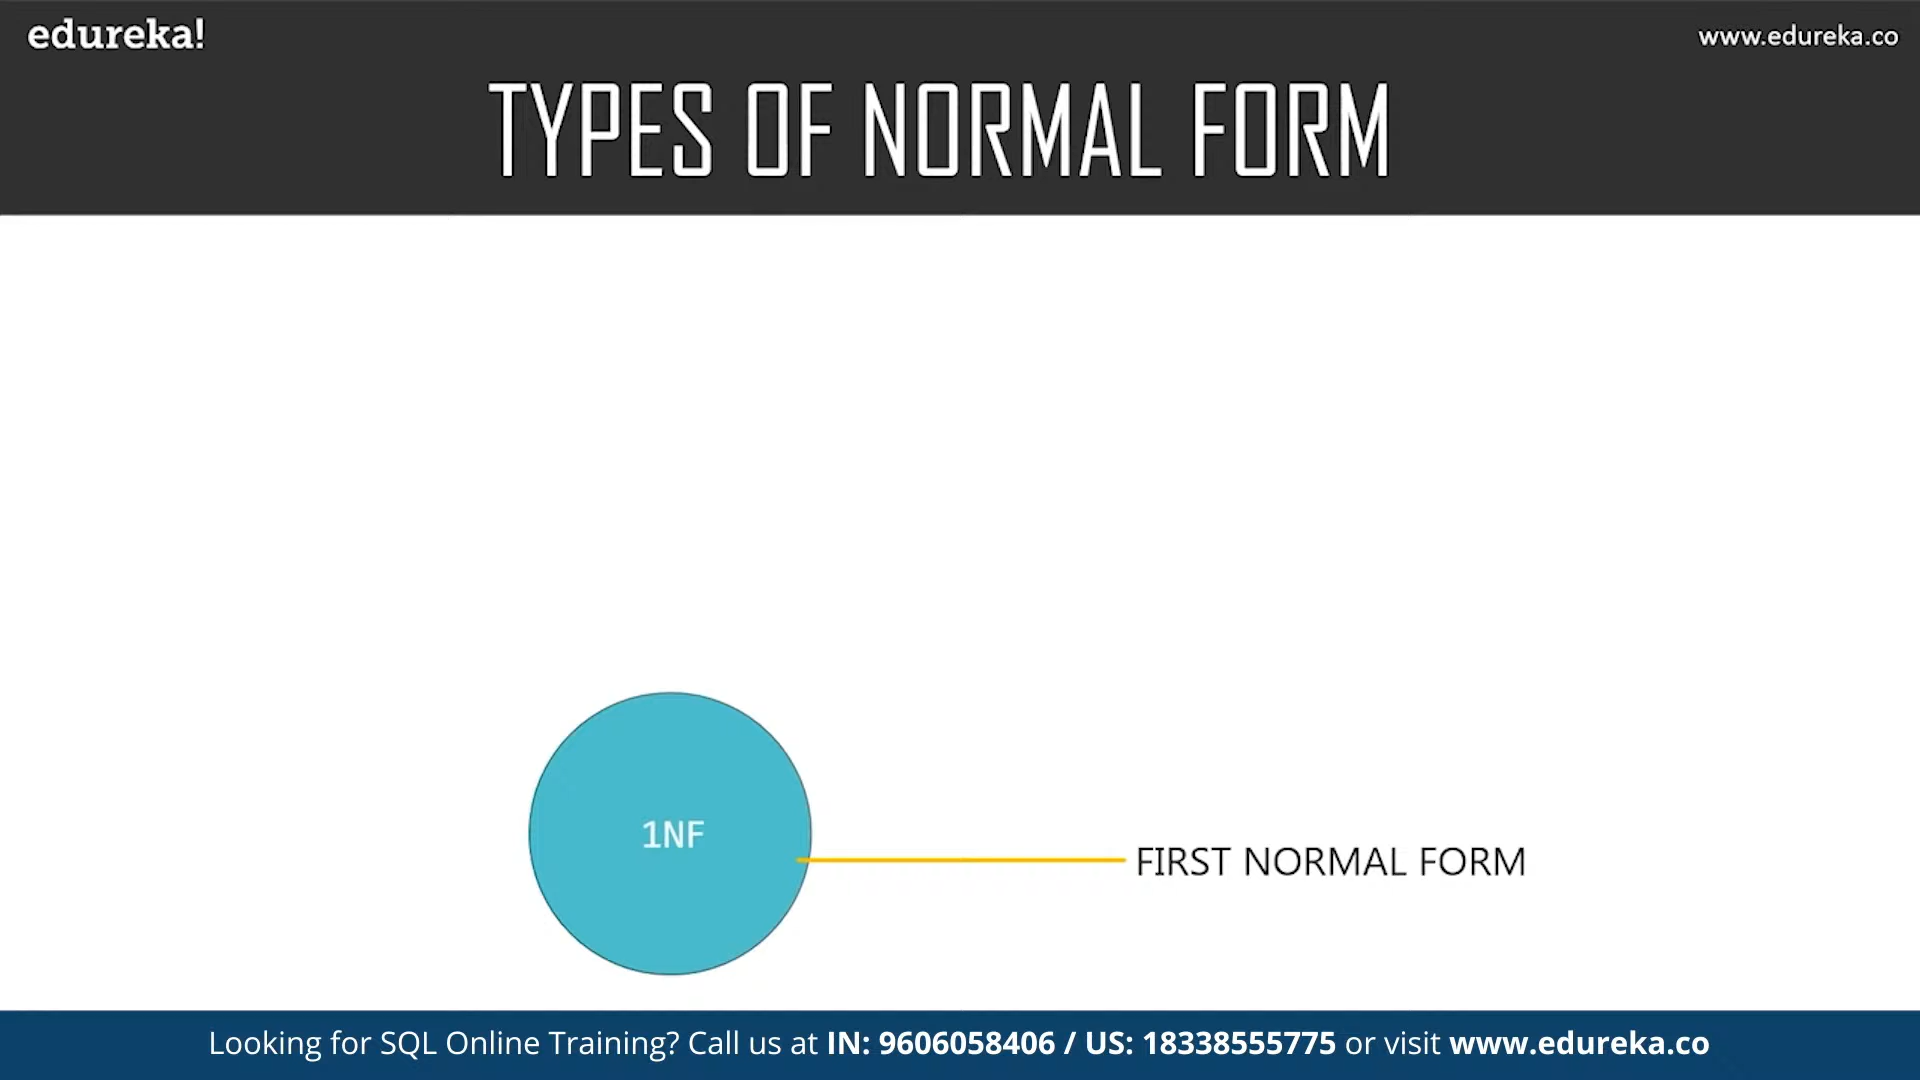 edureka!
www.edureka.co
TYPES OF NORMAL FORM
1NF
FIRST NORMAL FORM
Looking for SQL Online Training? Call us at IN: 9606058406 / US: 18338555775 or visit www.edureka.co